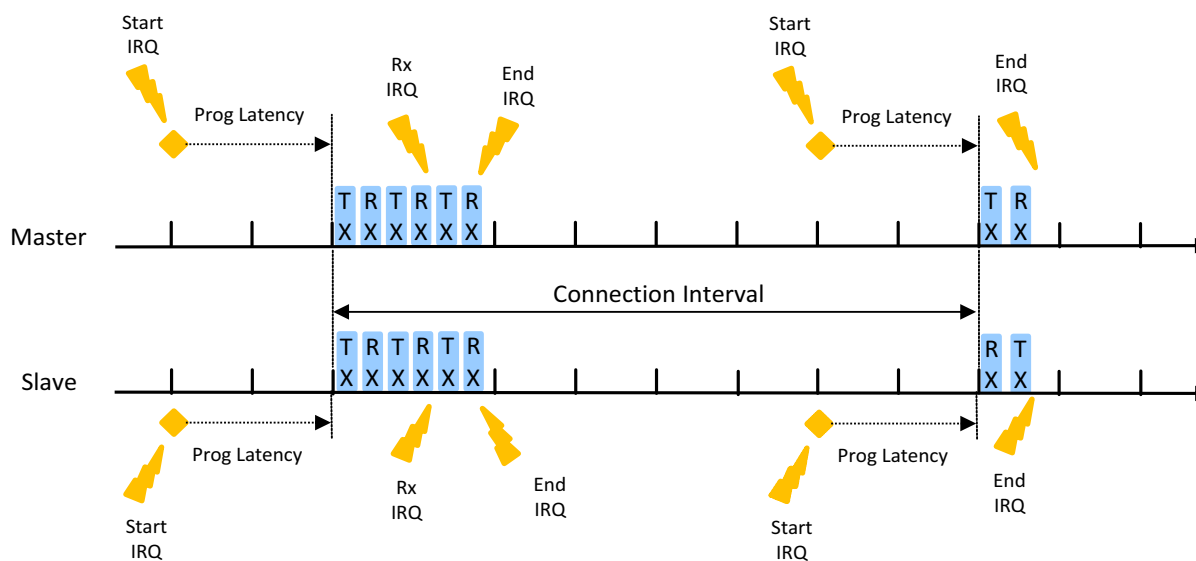 Start
IRQ
Rx
IRQ
End
IRQ
Start
IRQ
End
IRQ
Prog Latency
Prog Latency
T R T R T R
X X X X X X
T R
X X
Master
Connection Interval
T R T R T R
X X X X X X
R T
X X
Slave
Prog Latency
Prog Latency
Start
IRQ
Rx
IRQ
End
IRQ
Start
IRQ
End
IRQ